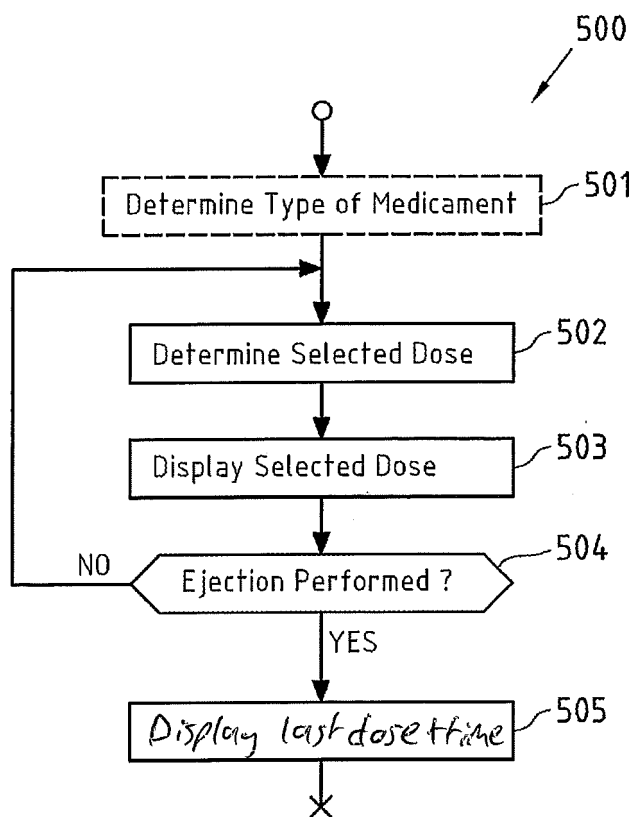 500
Determine Type of Medicament
501
Determine Selected Dose
502
Display Selected Dose
503
Ejection Performed ?
504
NO
YES
Display last dose + time
505